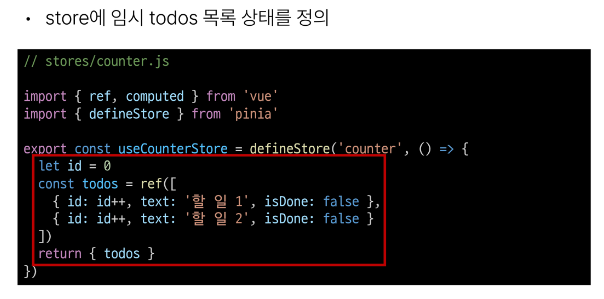 • store에 임시 todos 목록 상태를 정의
// stores/counter.js
import { ref, computed } from 'vue'
import { defineStore } from 'pinia'
export const useCounterStore = defineStore('counter', () => {
let id = 0
const todos = ref([
{ id: id++, text: '할 일 1', isDone: false },
{ id: id++, text: '할 일 2', isDone: false }
])
return { todos }
})